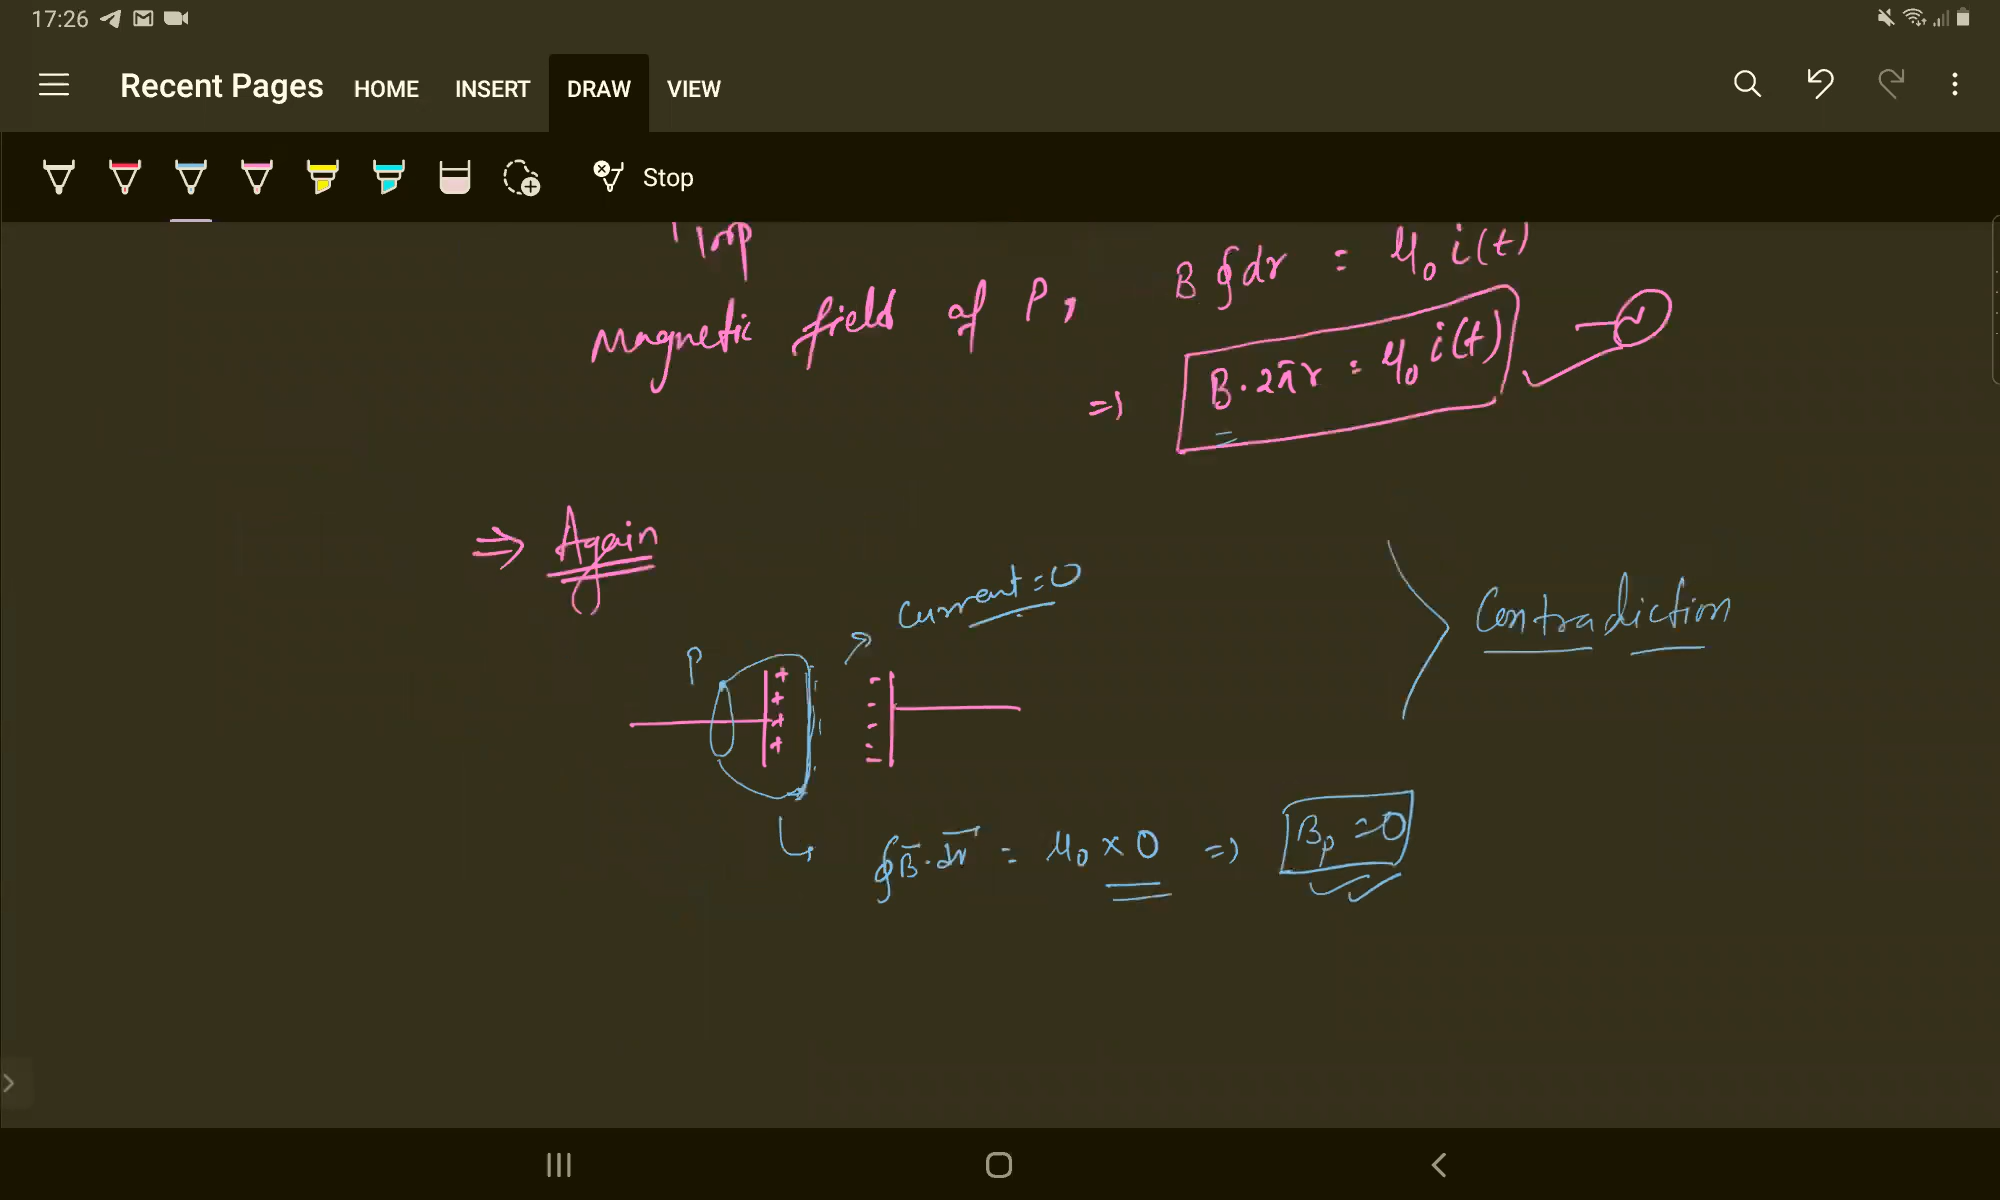 17:26
Recent Pages HOME INSERT DRAW VIEW
Stop
loop
B ∮dr = μ₀ i(t)
Magnetic field of P,
=> B · 2πr = μ₀ i(t)
=> Again
Current = 0
P
+ + + +
- - - - -
Contradiction
∮B⃗ · dr⃗ = μ₀ × 0 => Bₚ = 0